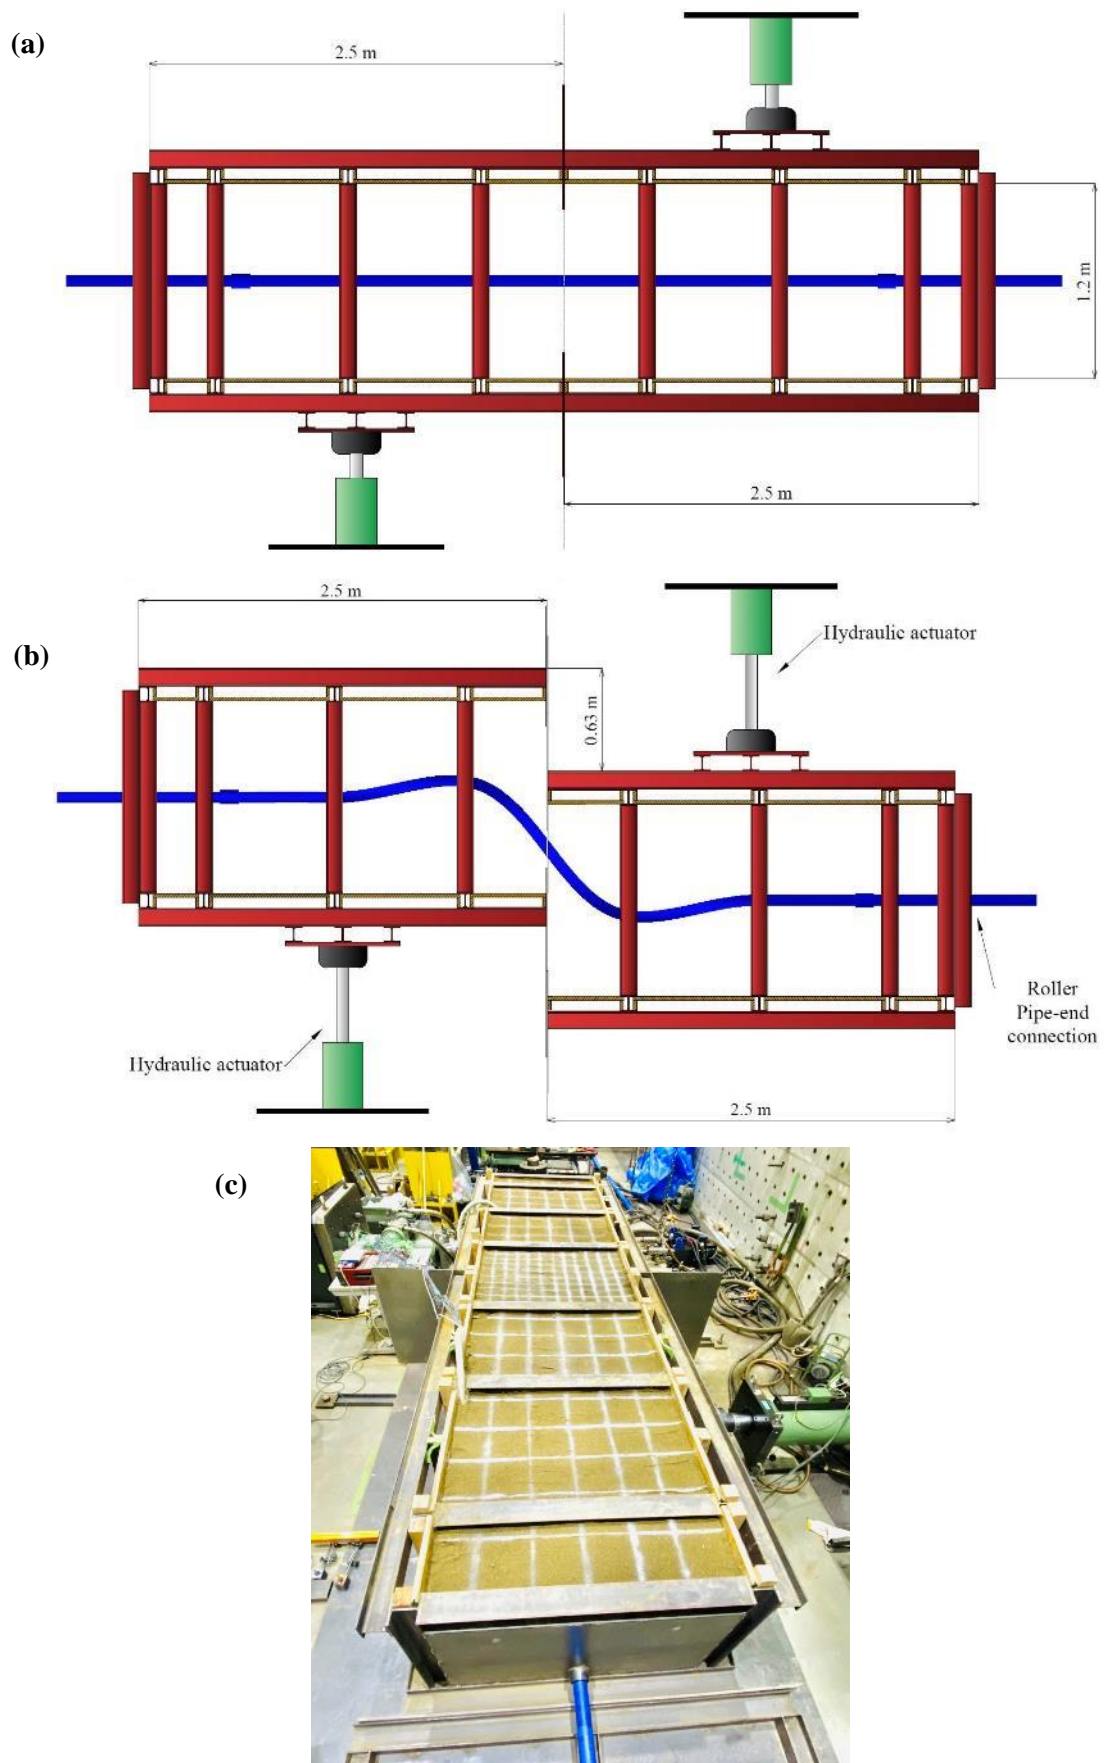 (a)
2.5 m
1.2 m
2.5 m
(b)
2.5 m
Hydraulic actuator
0.63 m
Roller
Pipe-end
connection
Hydraulic actuator
2.5 m
(c)